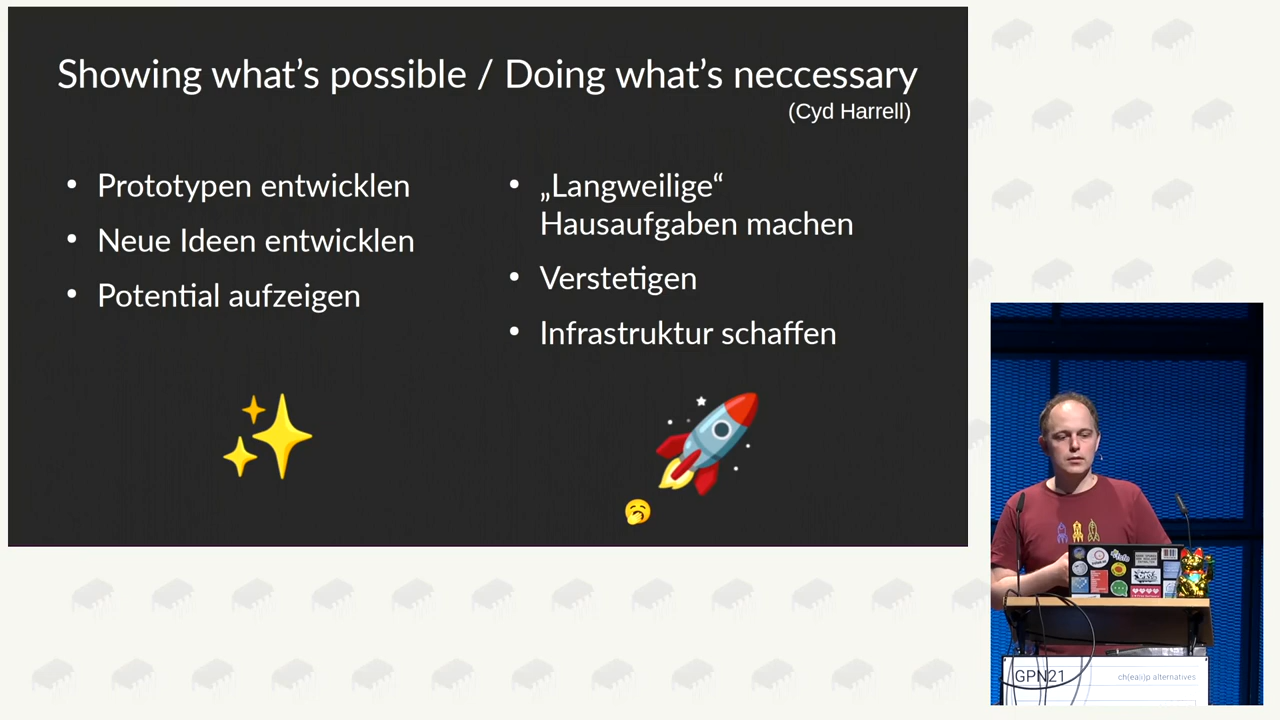 Showing what’s possible / Doing what’s neccessary
(Cyd Harrell)
• Prototypen entwicklen
• Neue Ideen entwicklen
• Potential aufzeigen
• „Langweilige“
Hausaufgaben machen
• Verstetigen
• Infrastruktur schaffen
GPN21
ch(ea)p alternatives